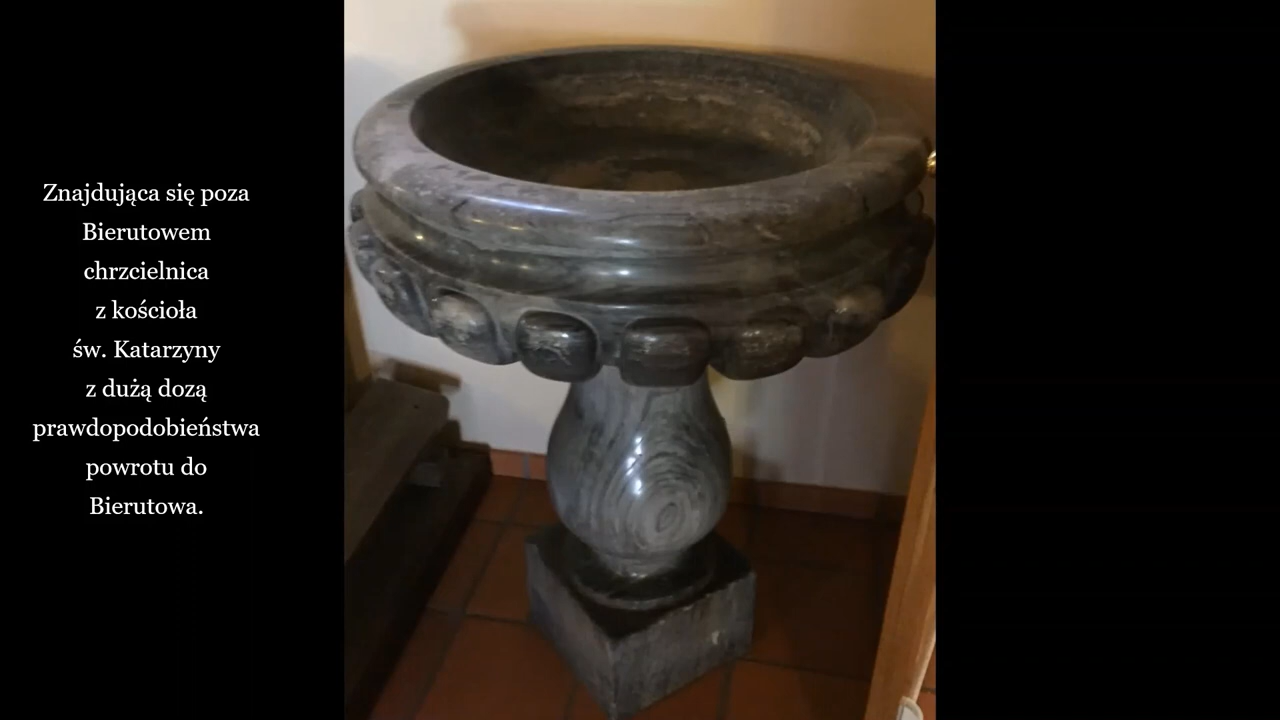 Znajdująca się poza
Bierutowem
chrzcielnica
z kościoła
św. Katarzyny
z dużą dozą
prawdopodobieństwa
powrotu do
Bierutowa.